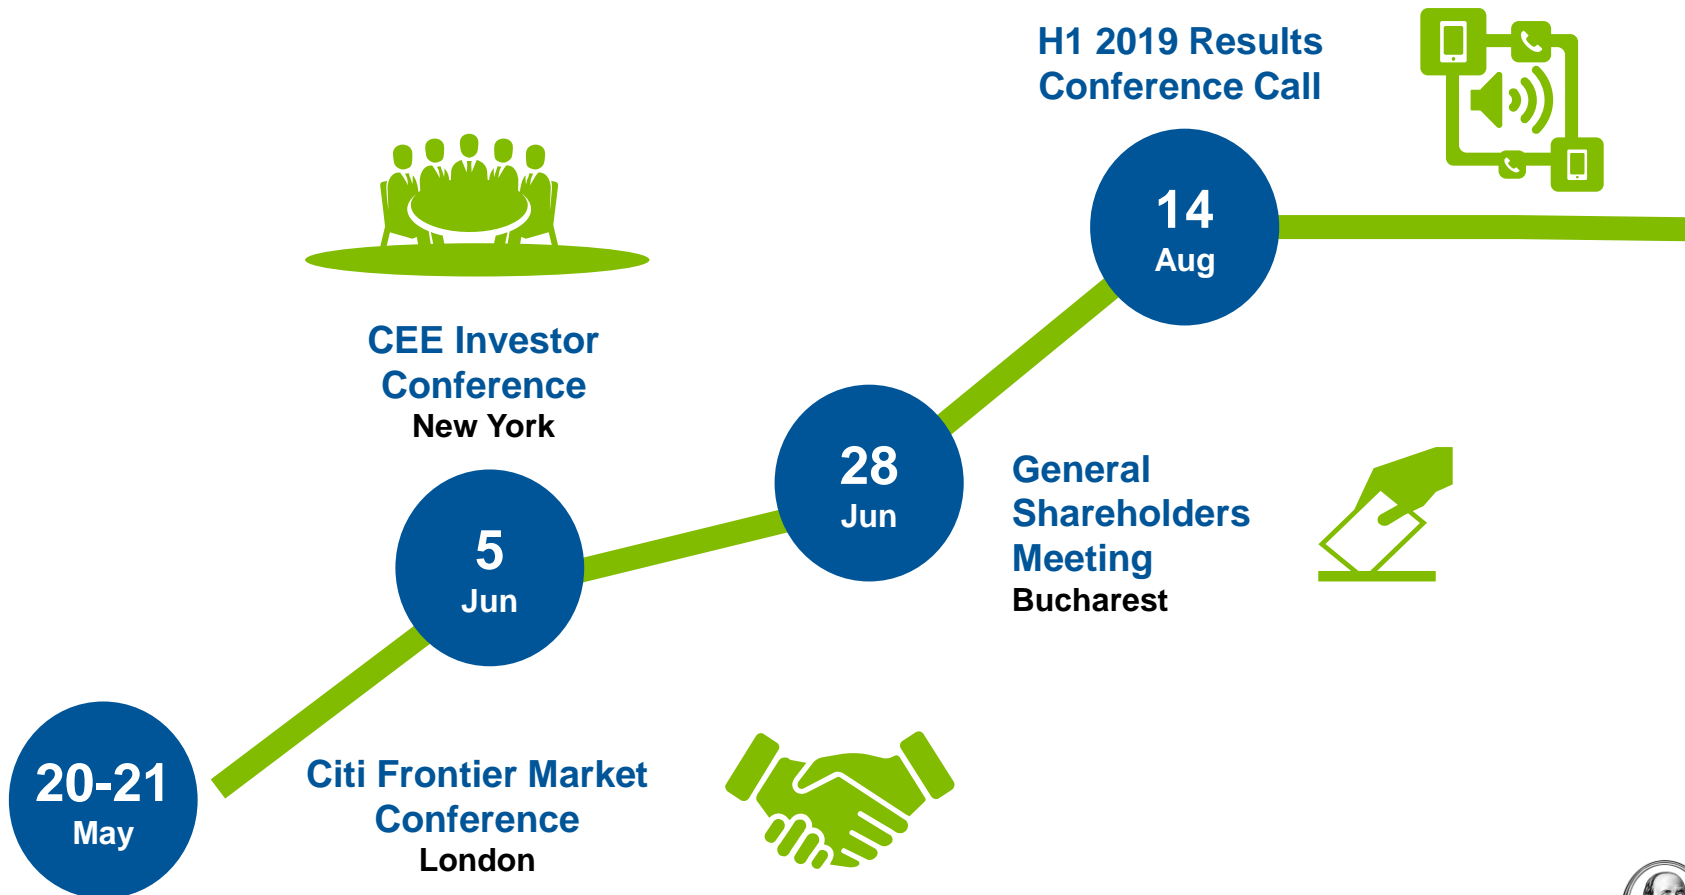 H1 2019 Results
Conference Call
14
Aug
CEE Investor
Conference
New York
28
Jun
General
Shareholders
Meeting
Bucharest
5
Jun
20-21
May
Citi Frontier Market
Conference
London